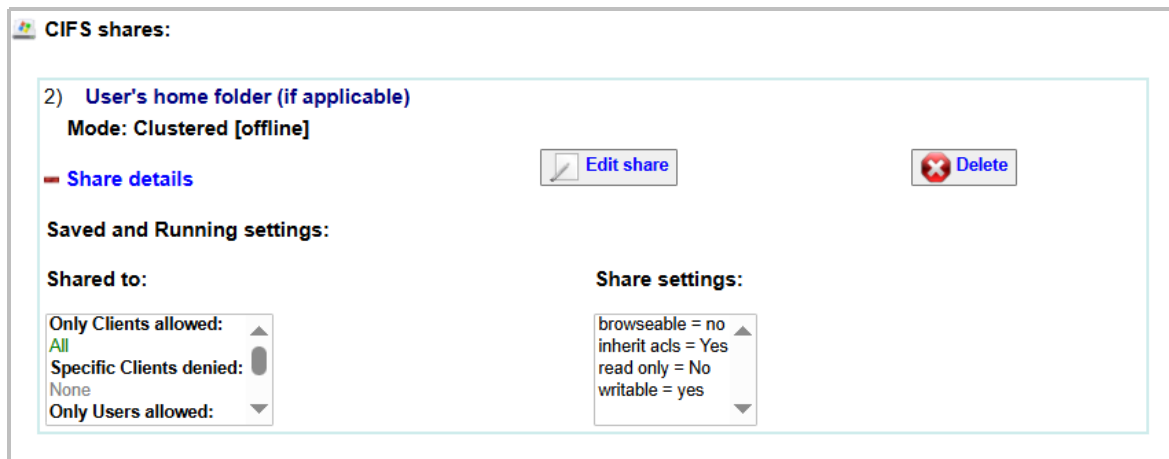 CIFS shares:
2) User's home folder (if applicable)
Mode: Clustered [offline]
Share details
Edit share
Delete
Saved and Running settings:
Shared to:
Share settings:
Only Clients allowed:
All
Specific Clients denied:
None
Only Users allowed:
browseable = no
inherit acls = Yes
read only = No
writable = yes